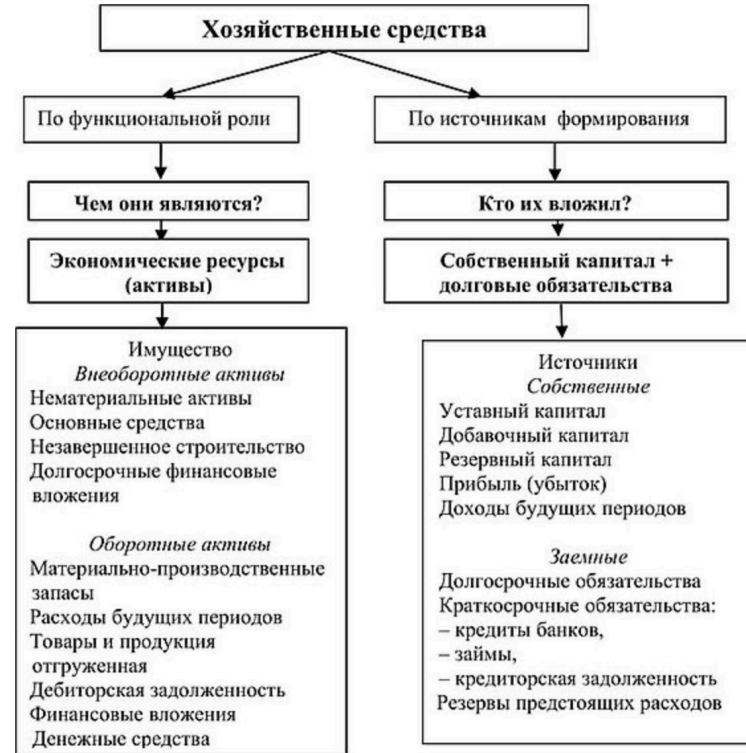 Хозяйственные средства
По функциональной роли
По источникам формирования
Чем они являются?
Кто их вложил?
Экономические ресурсы
(активы)
Собственный капитал +
долговые обязательства
Имущество
Внеоборотные активы
Нематериальные активы
Основные средства
Незавершенное строительство
Долгосрочные финансовые
вложения
Оборотные активы
Материально-производственные
запасы
Расходы будущих периодов
Товары и продукция
отгруженная
Дебиторская задолженность
Финансовые вложения
Денежные средства
Источники
Собственные
Уставный капитал
Добавочный капитал
Резервный капитал
Прибыль (убыток)
Доходы будущих периодов
Заемные
Долгосрочные обязательства
Краткосрочные обязательства:
– кредиты банков,
– займы,
– кредиторская задолженность
Резервы предстоящих расходов